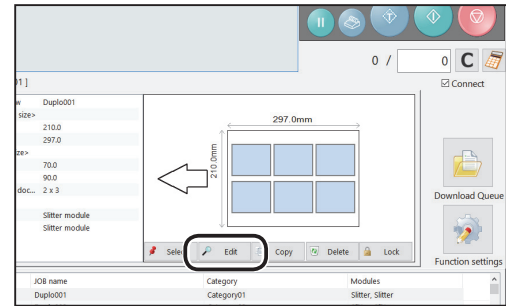 0 / 0 C
01 ]
Connect
w Duplo001
size>
210.0
297.0
ze>
70.0
90.0
doc... 2 x 3
Slitter module
Slitter module
297.0mm
210.0mm
Download Queue
Function settings
Selec Edit Copy Delete Lock
JOB name Category Modules
Duplo001 Category01 Slitter, Slitter